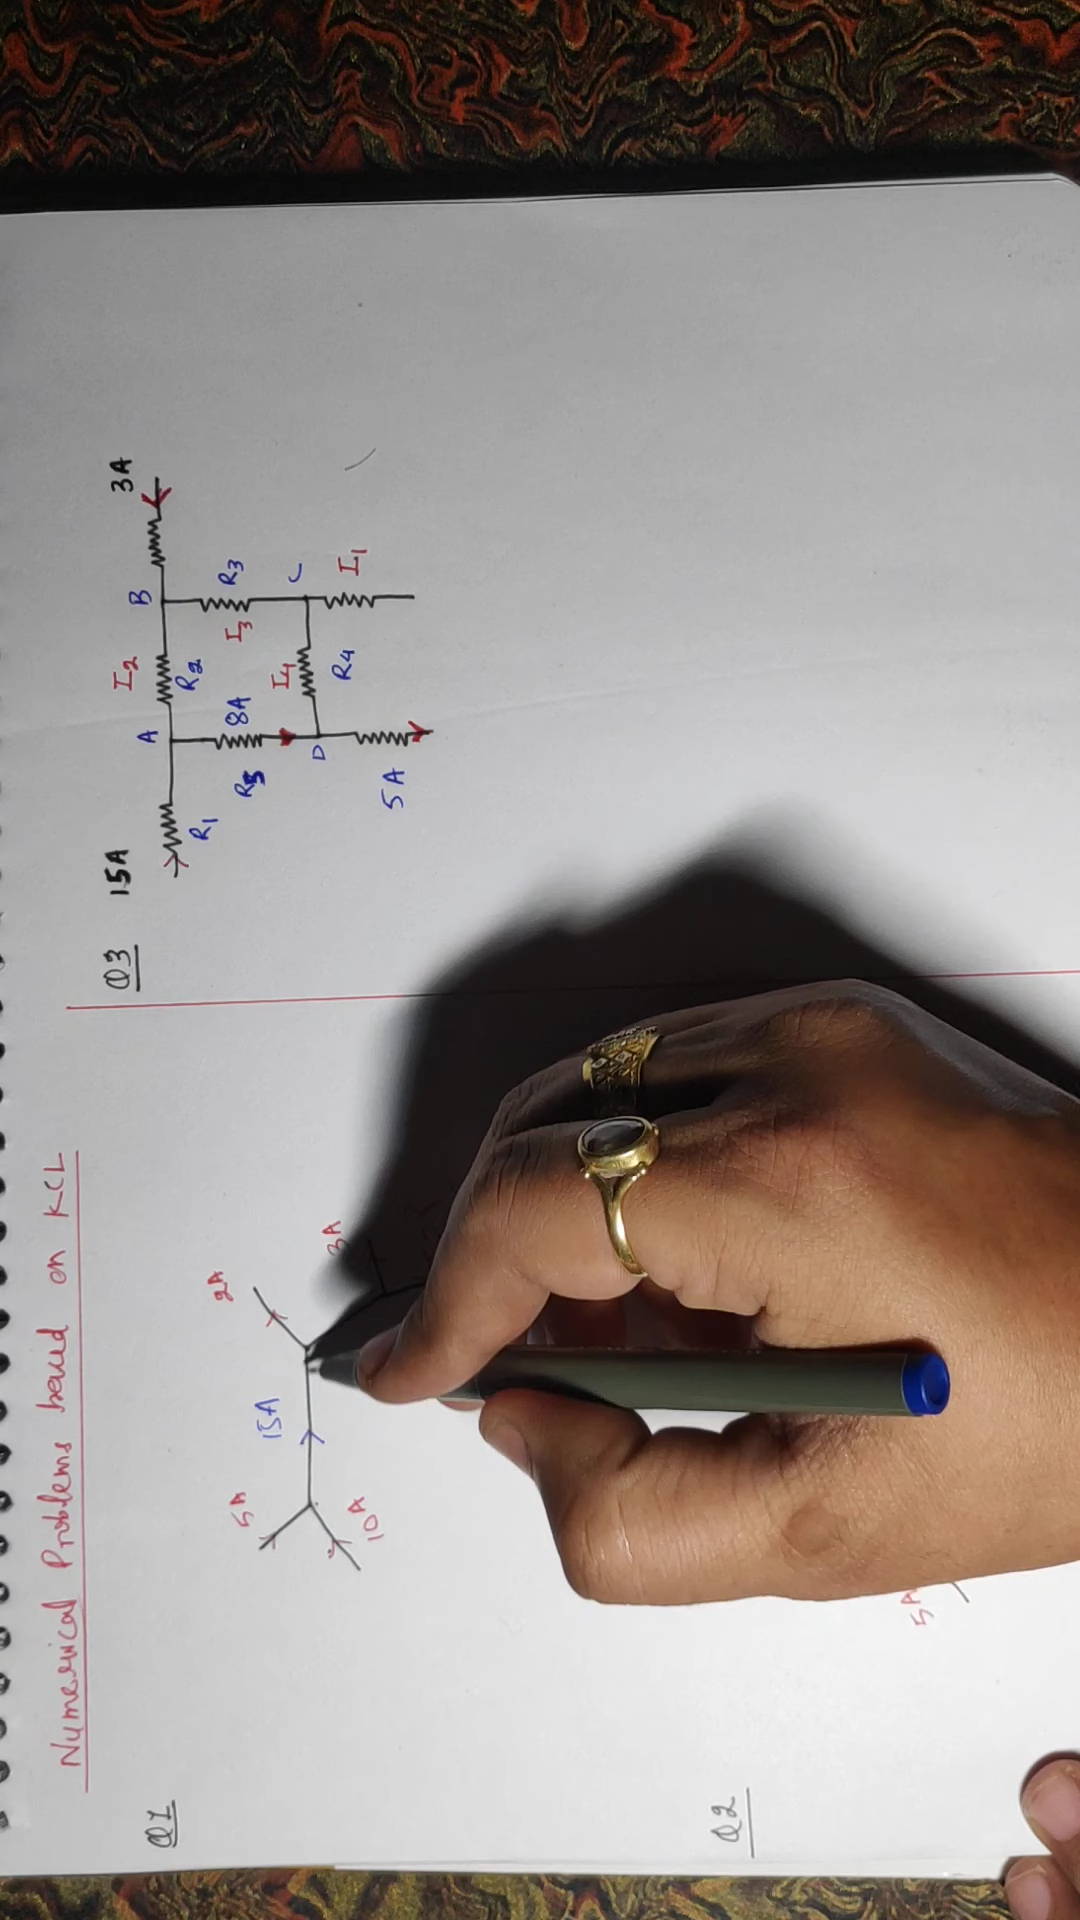 Numerical Problems based on KCL
Q1
5A
10A
15A
2A
3A
Q2
5A
Q3
15A
R1
A
I2
R2
B
3A
R5
8A
I3
R3
D
I4
R4
C
5A
I1